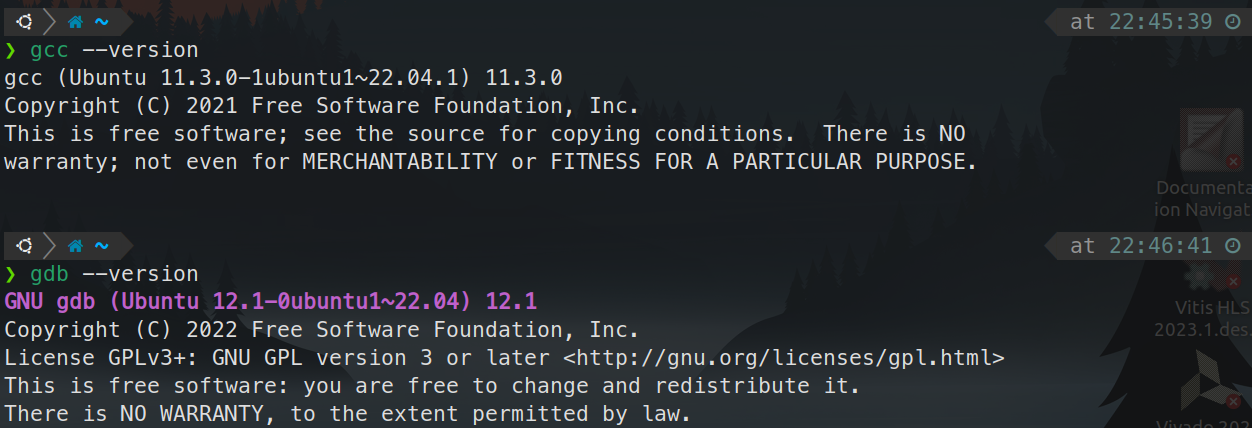 ~ at 22:45:39
❯ gcc --version
gcc (Ubuntu 11.3.0-1ubuntu1~22.04.1) 11.3.0
Copyright (C) 2021 Free Software Foundation, Inc.
This is free software; see the source for copying conditions.  There is NO
warranty; not even for MERCHANTABILITY or FITNESS FOR A PARTICULAR PURPOSE.
Documenta
ion Navigat
~ at 22:46:41
❯ gdb --version
GNU gdb (Ubuntu 12.1-0ubuntu1~22.04) 12.1
Copyright (C) 2022 Free Software Foundation, Inc.
License GPLv3+: GNU GPL version 3 or later <http://gnu.org/licenses/gpl.html>
This is free software: you are free to change and redistribute it.
There is NO WARRANTY, to the extent permitted by law.
Vitis HLS
2023.1.des